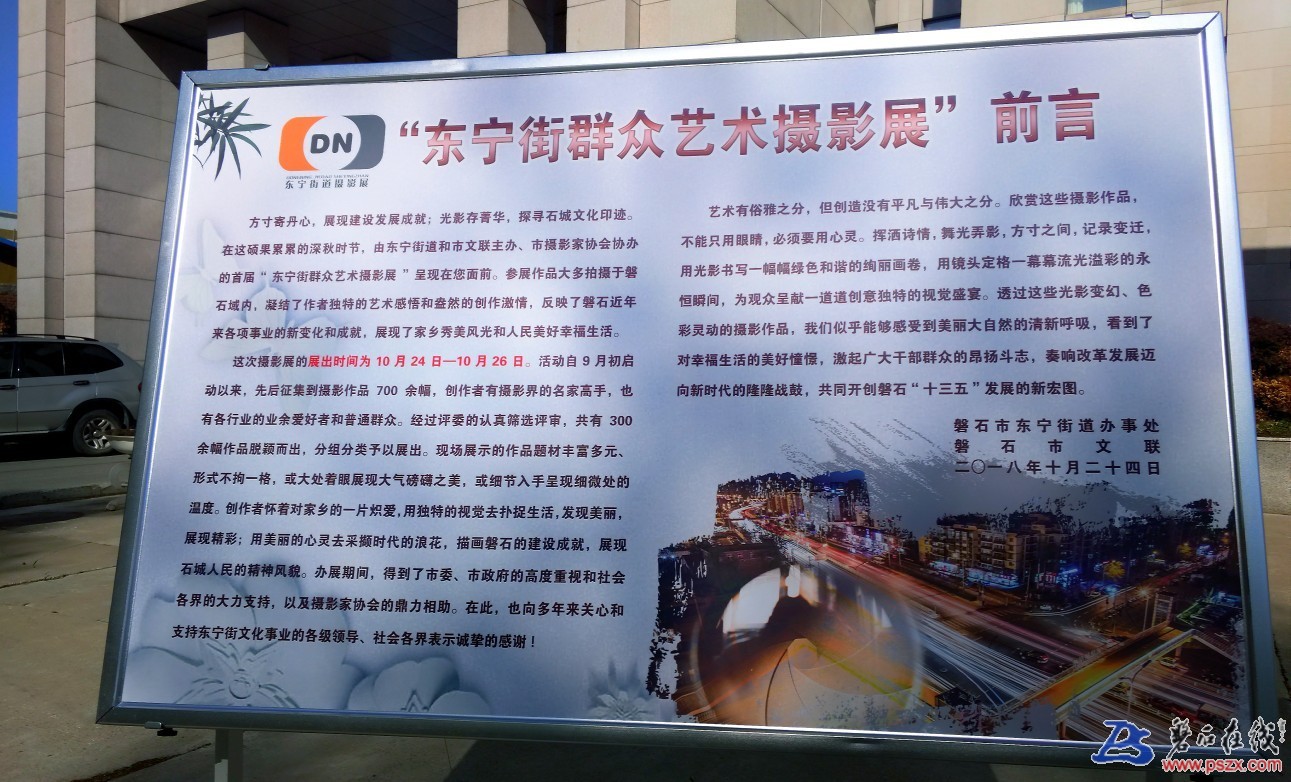 DN
东宁街道摄影展
“东宁街群众艺术摄影展”前言
方寸寄丹心，展现建设发展成就；光影存菁华，探寻石城文化印迹。
在这硕果累累的深秋时节，由东宁街道和市文联主办、市摄影家协会协办
的首届“东宁街群众艺术摄影展”呈现在您面前。参展作品大多拍摄于磐
石域内，凝结了作者独特的艺术感悟和盎然的创作激情，反映了磐石近年
来各项事业的新变化和成就，展现了家乡秀美风光和人民美好幸福生活。
这次摄影展的展出时间为10月24日—10月26日。活动自9月初启
动以来，先后征集到摄影作品 700 余幅，创作者有摄影界的名家高手，也
有各行业的业余爱好者和普通群众。经过评委的认真筛选评审，共有 300
余幅作品脱颖而出，分组分类予以展出。现场展示的作品题材丰富多元、
形式不拘一格，或大处着眼展现大气磅礴之美，或细节入手呈现细微处的
温度。创作者怀着对家乡的一片炽爱，用独特的视觉去扑捉生活，发现美丽，
展现精彩；用美丽的心灵去采撷时代的浪花，描画磐石的建设成就，展现
石城人民的精神风貌。办展期间，得到了市委、市政府的高度重视和社会
各界的大力支持，以及摄影家协会的鼎力相助。在此，也向多年来关心和
支持东宁街文化事业的各级领导、社会各界表示诚挚的感谢！
艺术有俗雅之分，但创造没有平凡与伟大之分。欣赏这些摄影作品，
不能只用眼睛，必须要用心灵。挥洒诗情，舞光弄影，方寸之间，记录变迁，
用光影书写一幅幅绿色和谐的绚丽画卷，用镜头定格一幕幕流光溢彩的永
恒瞬间，为观众呈献一道道创意独特的视觉盛宴。透过这些光影变幻、色
彩灵动的摄影作品，我们似乎能够感受到美丽大自然的清新呼吸，看到了
对幸福生活的美好憧憬，激起广大干部群众的昂扬斗志，奏响改革发展迈
向新时代的隆隆战鼓，共同开创磐石“十三五”发展的新宏图。
磐石市东宁街道办事处
磐石市文联
二〇一八年十月二十四日
磐石在线
www.pszx.com